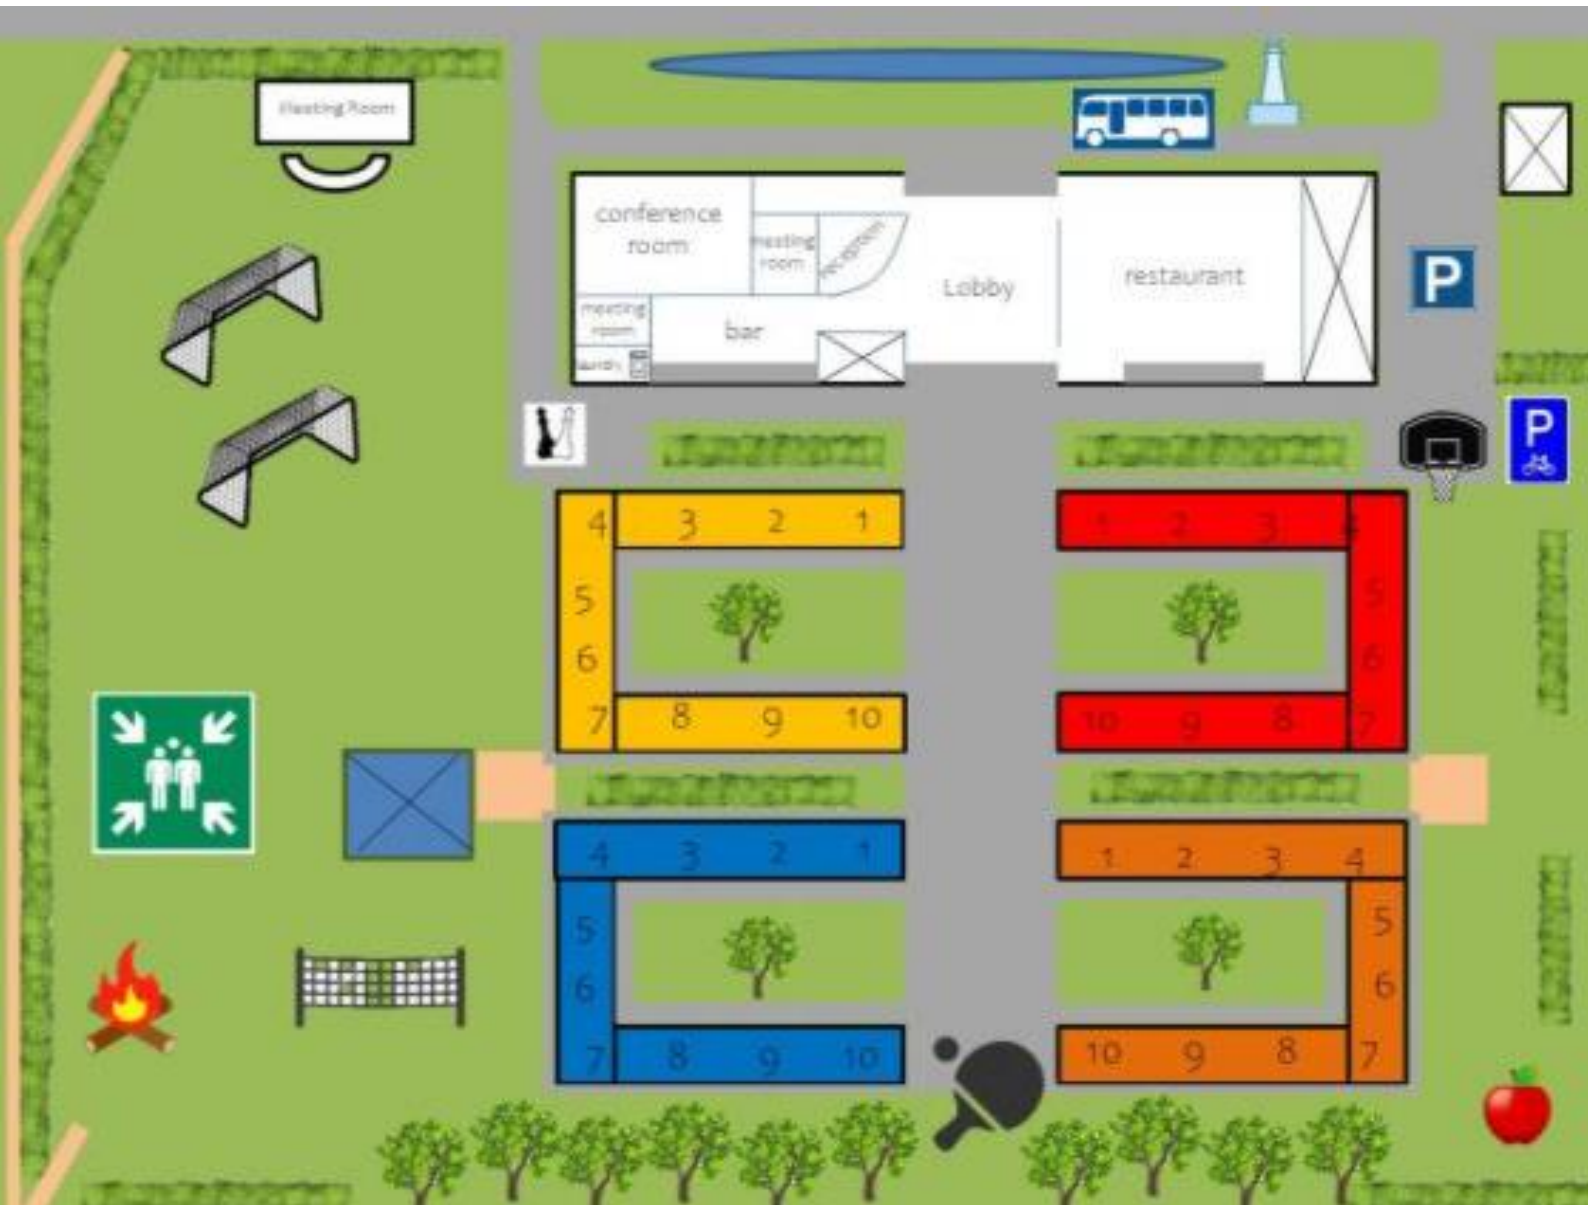 Meeting Room
conference
room
meeting
room
reception
Lobby
restaurant
meeting
room
bar
laundry
P
P
4 3 2 1
5
6
7 8 9 10
1 2 3 4
5
6
10 9 8 7
4 3 2 1
5
6
7 8 9 10
1 2 3 4
5
6
10 9 8 7